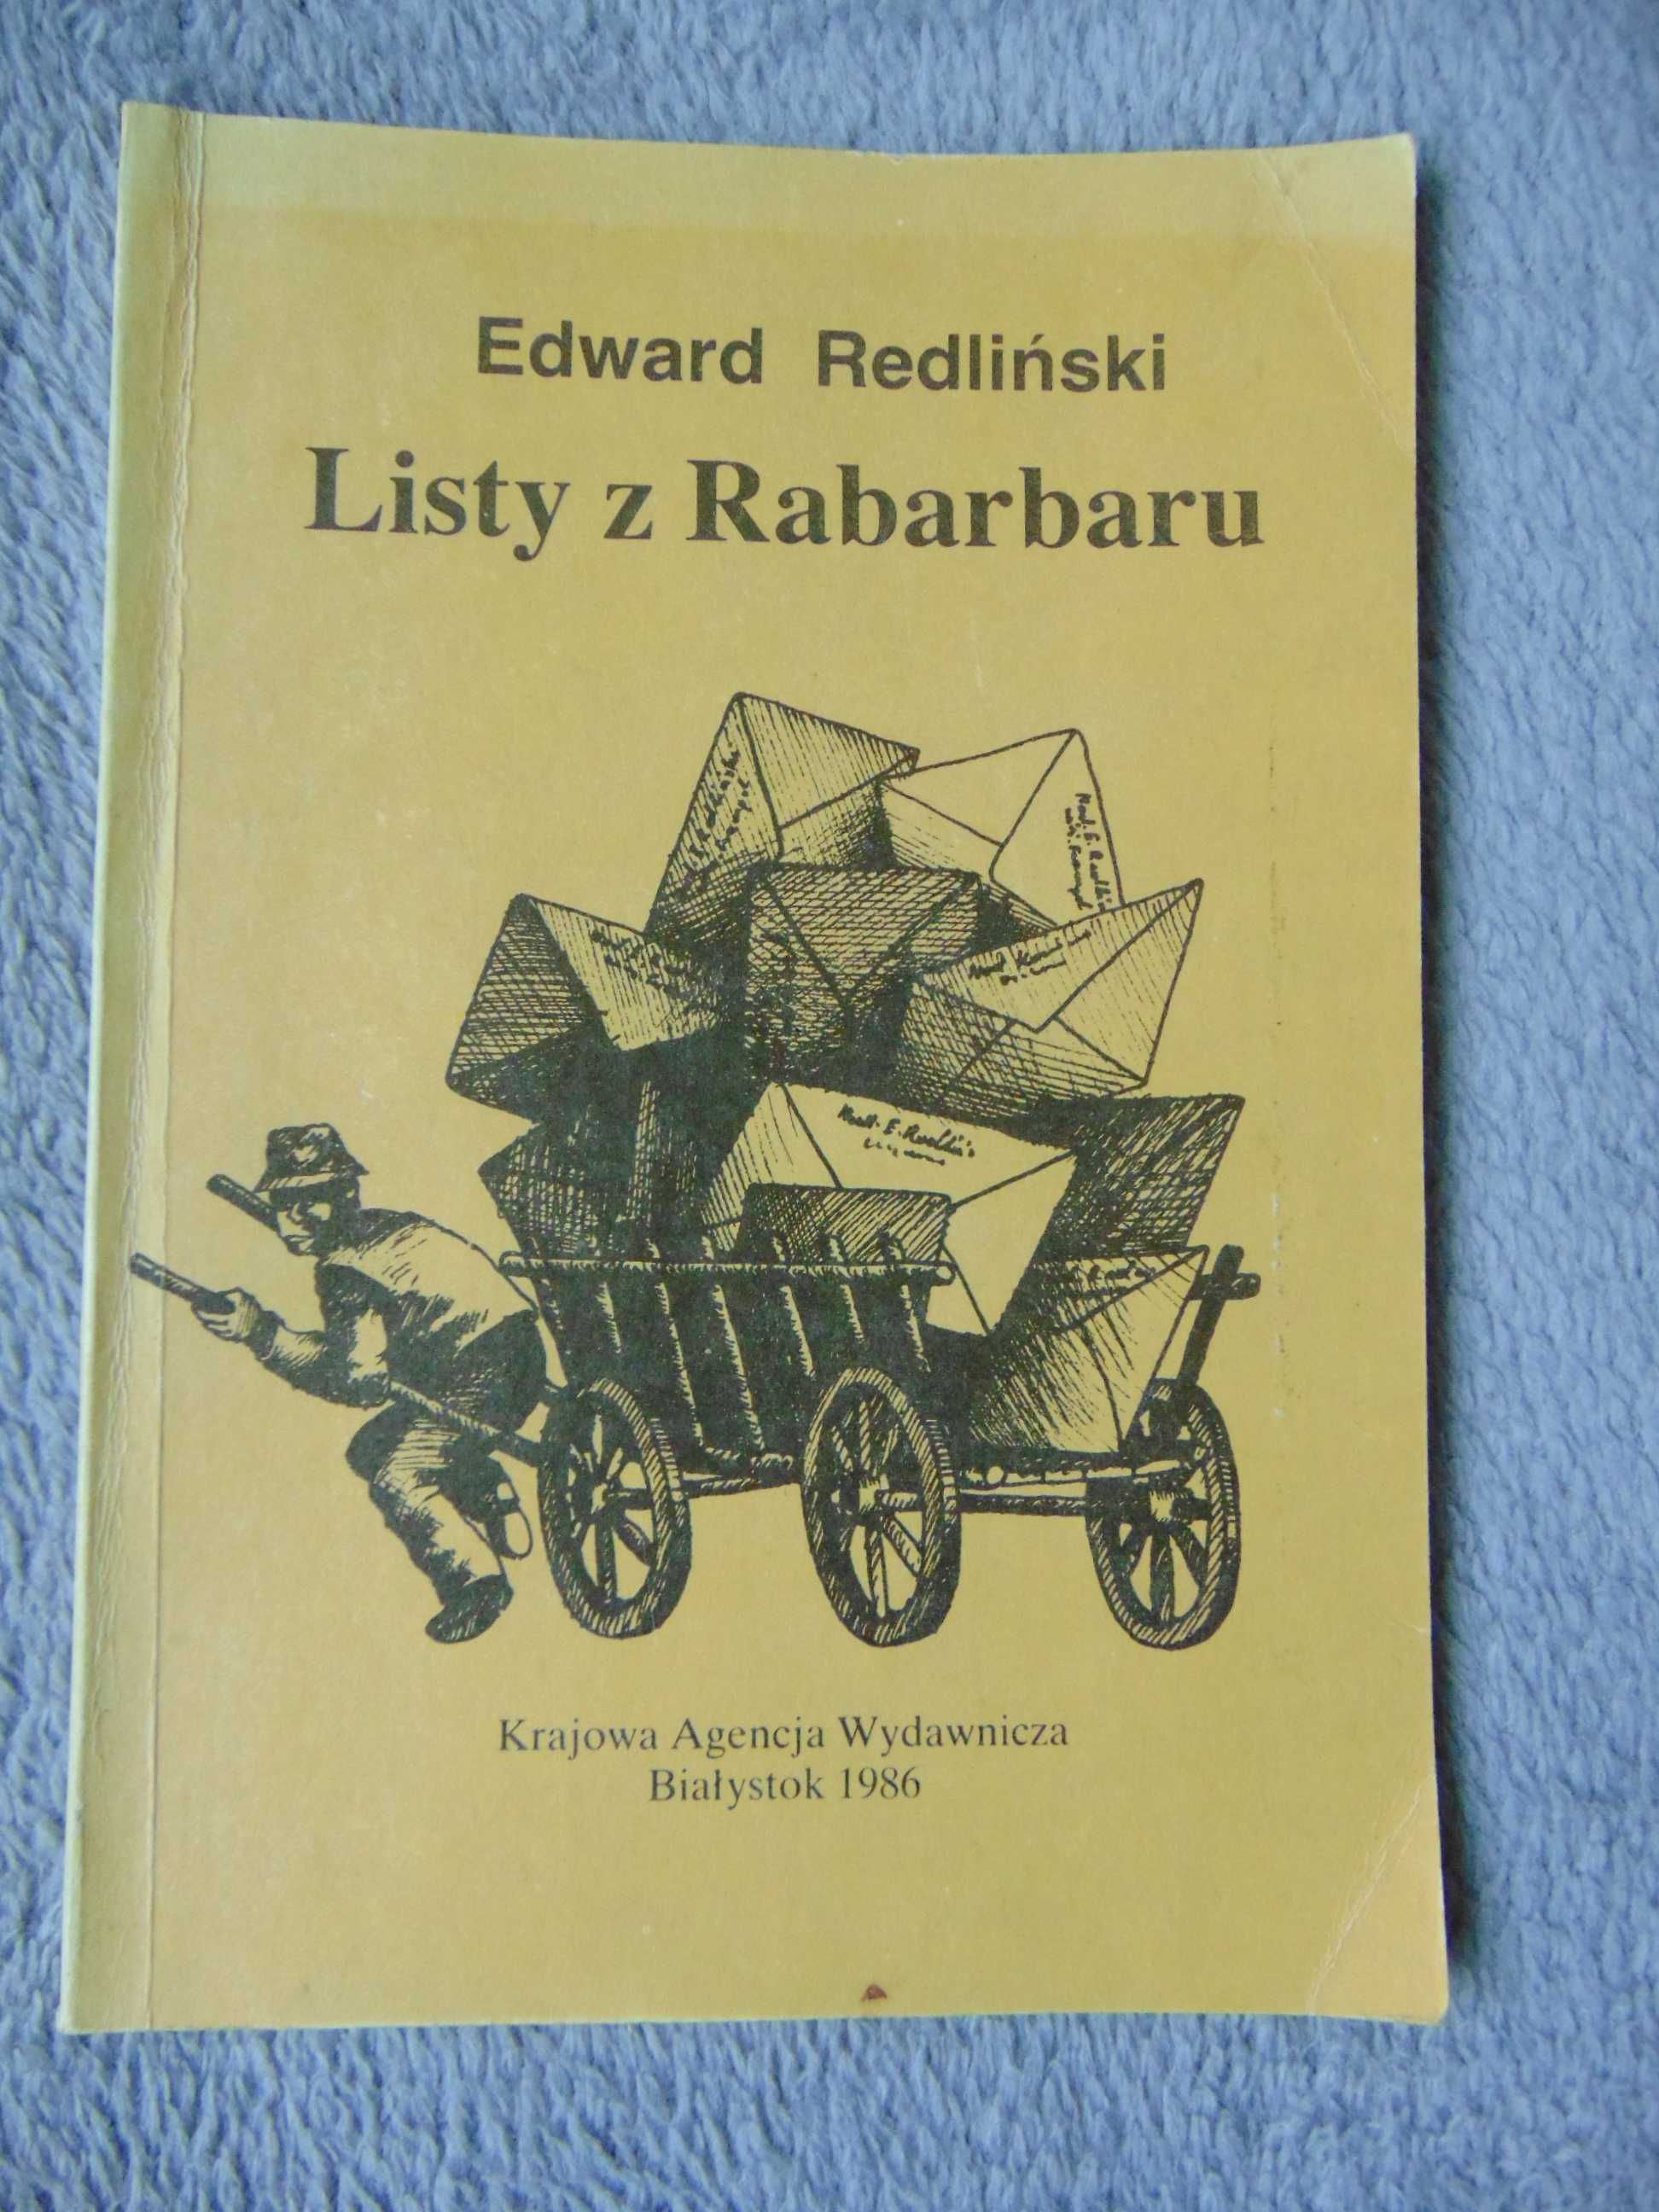 Edward Redliński
Listy z Rabarbaru
Krajowa Agencja Wydawnicza
Białystok 1986